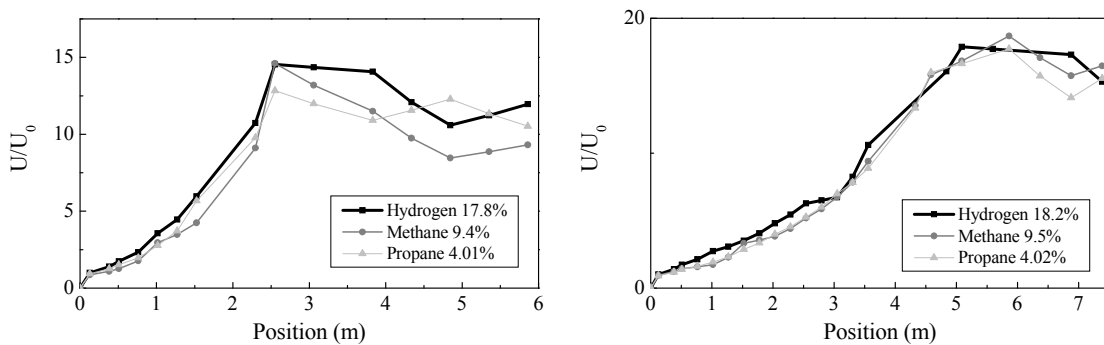 15
10
5
0
U/U0
Hydrogen 17.8%
Methane 9.4%
Propane 4.01%
0 1 2 3 4 5 6
Position (m)
20
10
0
U/U0
Hydrogen 18.2%
Methane 9.5%
Propane 4.02%
0 1 2 3 4 5 6 7
Position (m)